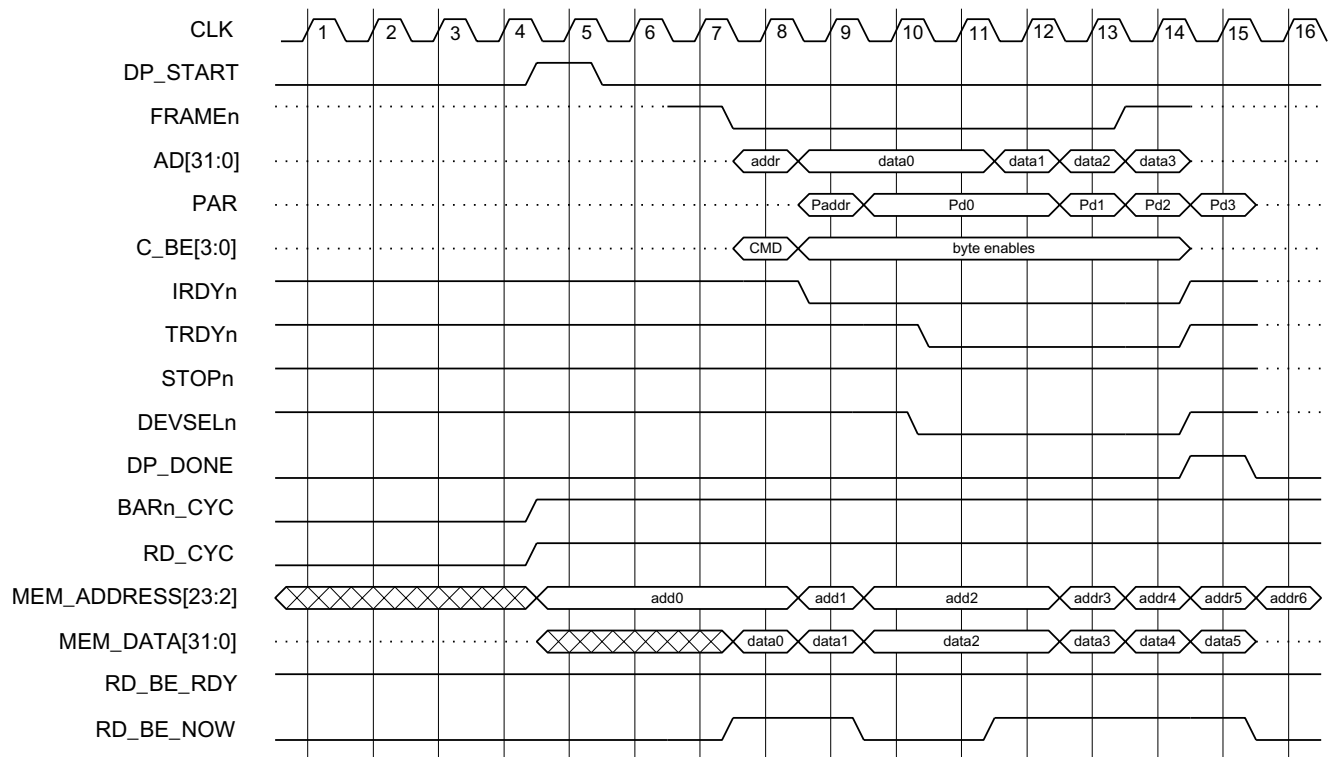 CLK 1 2 3 4 5 6 7 8 9 10 11 12 13 14 15 16
DP_START
FRAMEn
AD[31:0] addr data0 data1 data2 data3
PAR Paddr Pd0 Pd1 Pd2 Pd3
C_BE[3:0] CMD byte enables
IRDYn
TRDYn
STOPn
DEVSELn
DP_DONE
BARn_CYC
RD_CYC
MEM_ADDRESS[23:2] add0 add1 add2 addr3 addr4 addr5 addr6
MEM_DATA[31:0] data0 data1 data2 data3 data4 data5
RD_BE_RDY
RD_BE_NOW